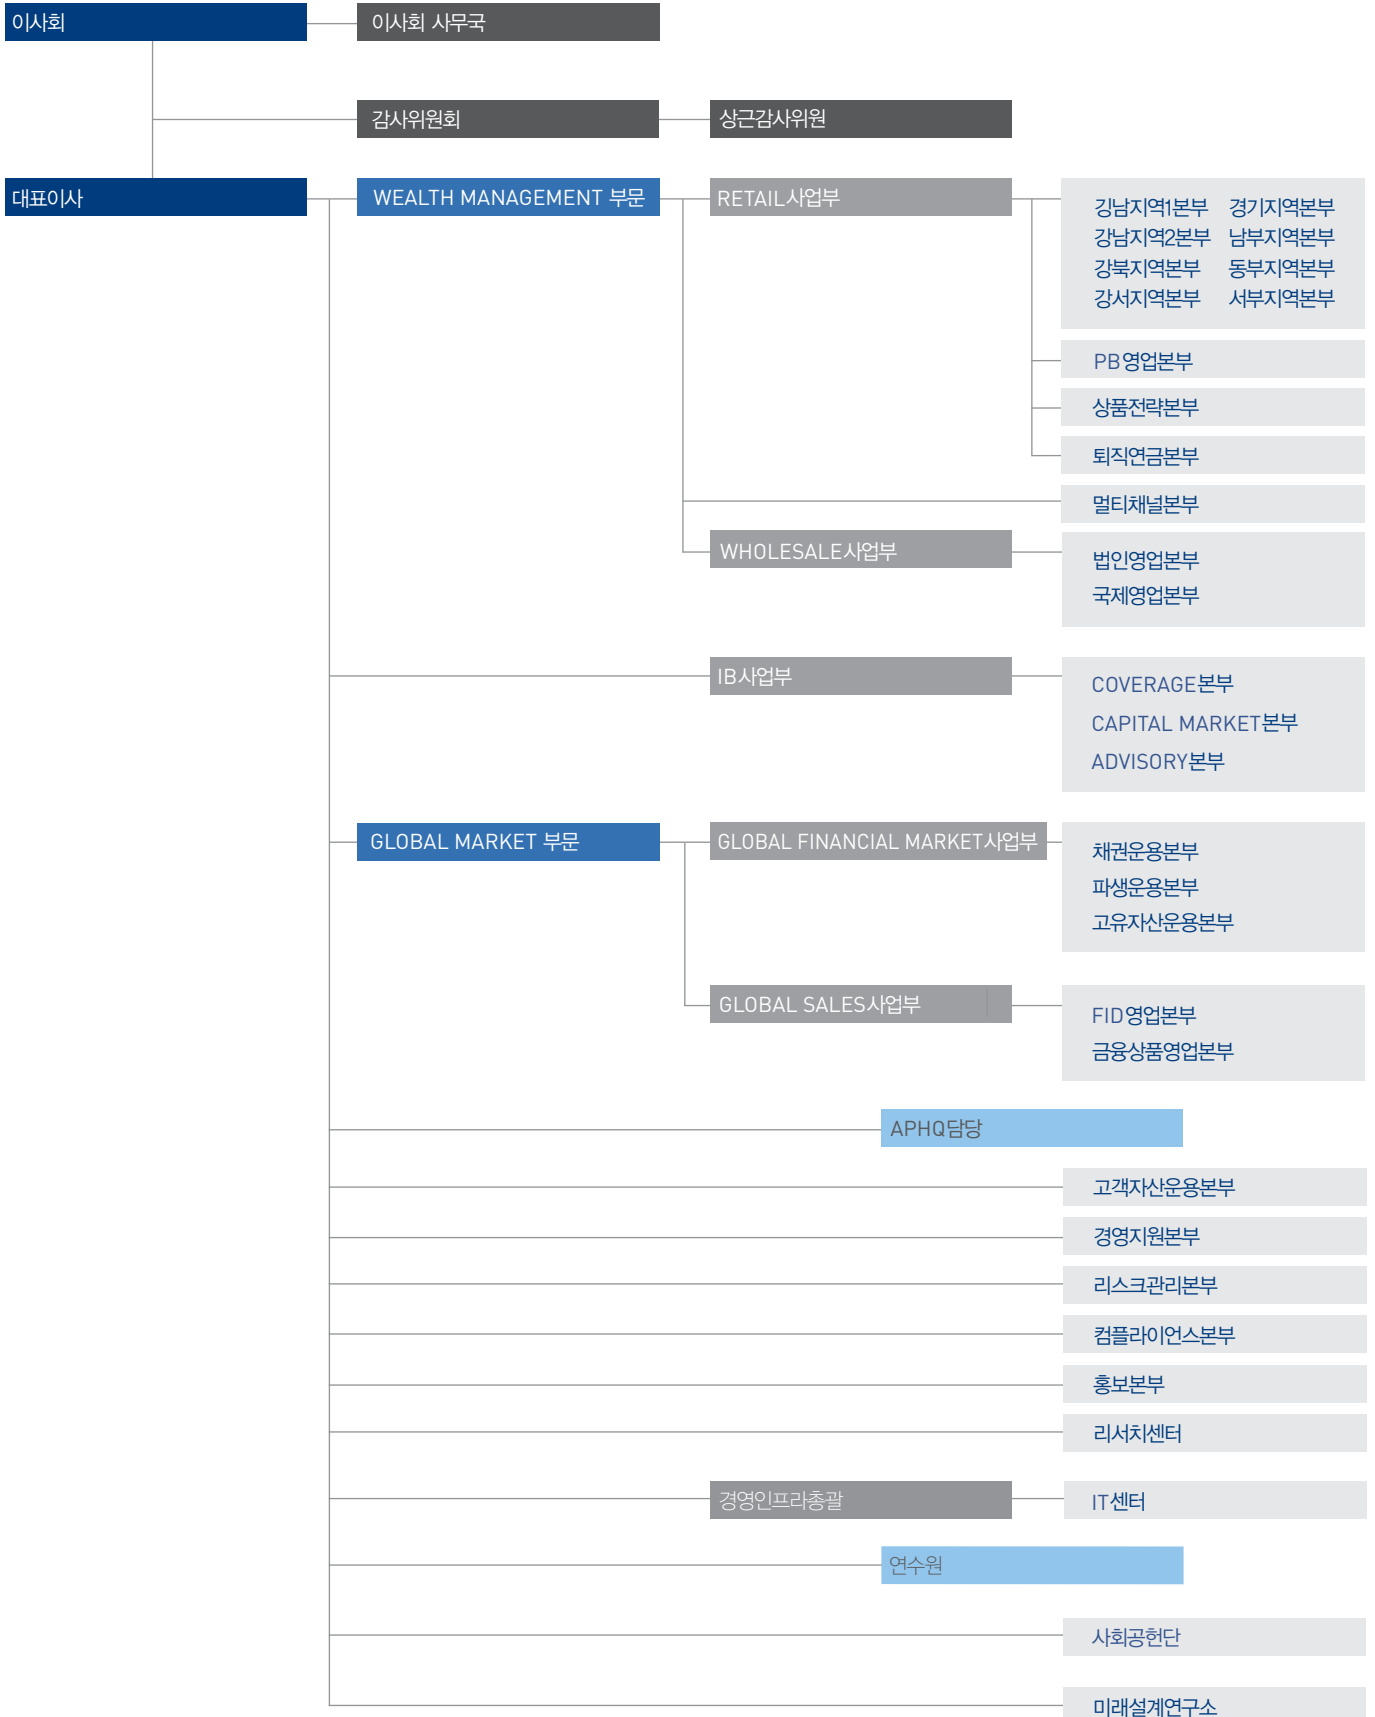 이사회
이사회 사무국
감사위원회
상근감사위원
대표이사
WEALTH MANAGEMENT 부문
RETAIL사업부
깅남지역1본부 경기지역본부
강남지역2본부 남부지역본부
강북지역본부 동부지역본부
강서지역본부 서부지역본부
PB영업본부
상품전략본부
퇴직연금본부
멀티채널본부
WHOLESALE사업부
법인영업본부
국제영업본부
IB사업부
COVERAGE본부
CAPITAL MARKET본부
ADVISORY본부
GLOBAL MARKET 부문
GLOBAL FINANCIAL MARKET사업부
채권운용본부
파생운용본부
고유자산운용본부
GLOBAL SALES사업부
FID영업본부
금융상품영업본부
APHQ담당
고객자산운용본부
경영지원본부
리스크관리본부
컴플라이언스본부
홍보본부
리서치센터
경영인프라총괄
IT센터
연수원
사회공헌단
미래설계연구소